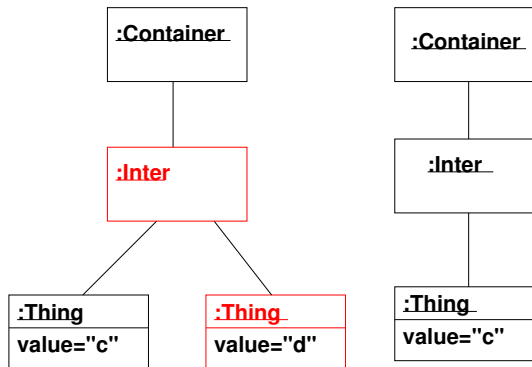 :Container
:Inter
:Thing
value="c"
:Thing
value="d"
:Container
:Inter
:Thing
value="c"